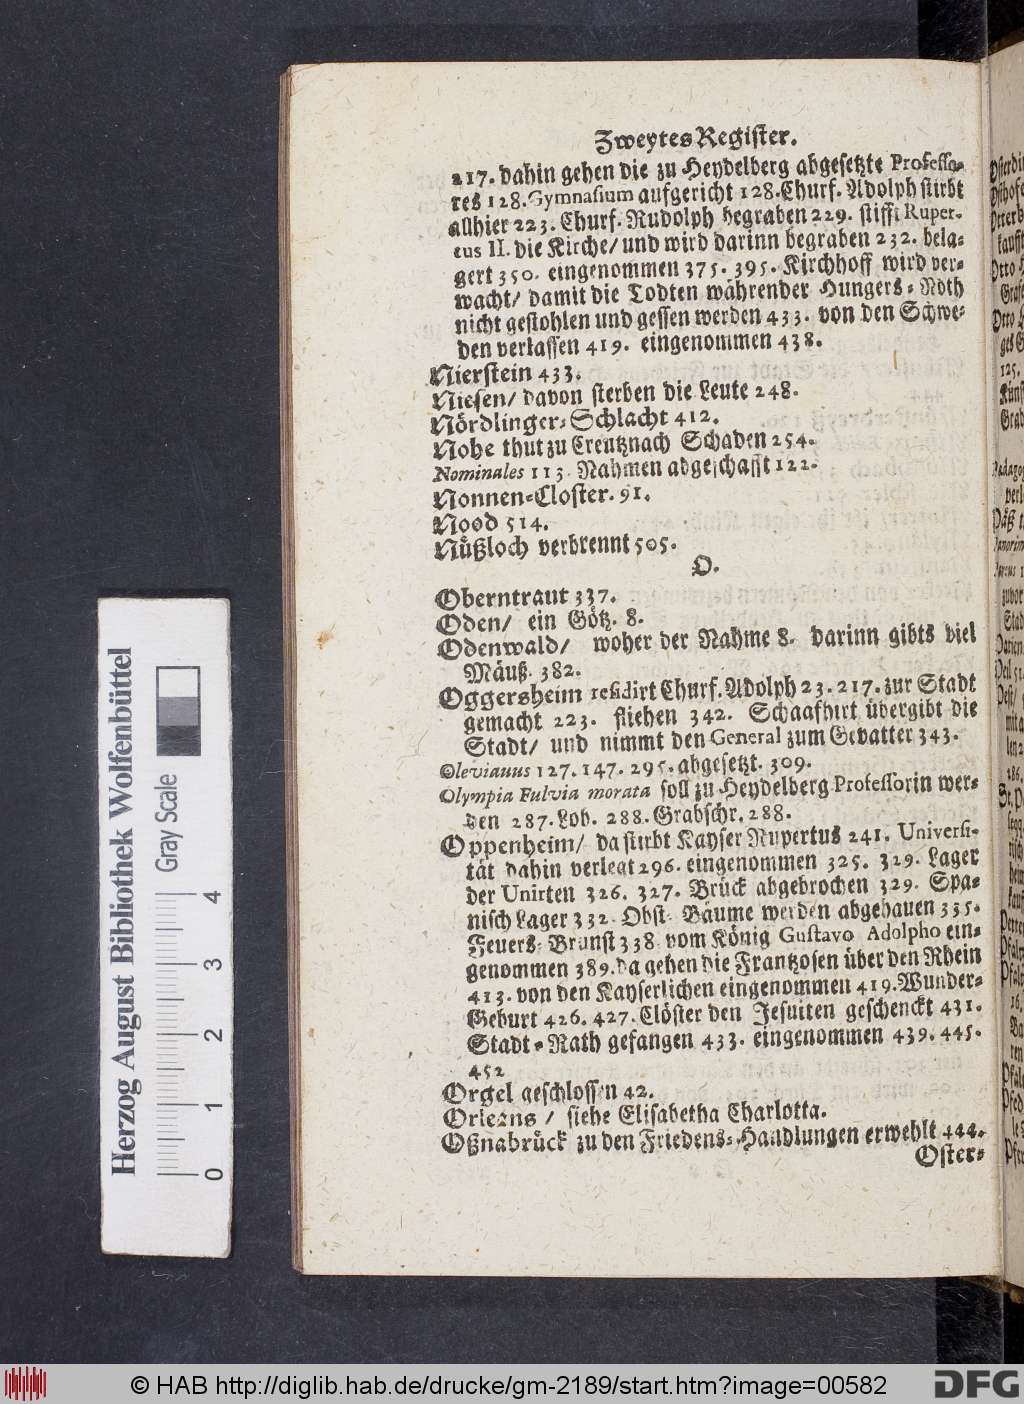 Zweytes Register.
217. dahin gehen die zu Heydelberg abgesetzte Professo-
res 128. Gymnasium aufgericht 128. Churf. Adolph stirbt
allhier 223. Churf. Rudolph begraben 229. stifft Ruper-
tus II. die Kirche/ und wird darinn begraben 232. bela-
gert 350. eingenommen 375. 395. Kirchhoff wird ver-
wacht/ damit die Todten währender Hungers-Noth
nicht gestohlen und gessen werden 433. von den Schwe-
den verlassen 419. eingenommen 438.
Nierstein 433.
Niesen/ davon sterben die Leute 248.
Nördlinger-Schlacht 412.
Nohe thut zu Creutznach Schaden 254.
Nominales 113. Nahmen abgeschafft 122.
Nonnen-Closter. 91.
Nood 514.
Nüßloch verbrennt 505.
O.
Oberntraut 337.
Oden/ ein Götz. 8.
Odenwald/ woher der Nahme 8. darinn gibts viel
Mäuß. 382.
Oggersheim residirt Churf. Adolph 23. 217. zur Stadt
gemacht 223. fliehen 342. Schaafhirt übergibt die
Stadt/ und nimmt den General zum Gevatter 343.
Olevianus 127. 147. 295. abgesetzt. 309.
Olympia Fulvia morata soll zu Heydelberg Professorin wer-
den 287. Lob. 288. Grabschr. 288.
Oppenheim/ da stirbt Kayser Rupertus 241. Universi-
tät dahin verlegt 296. eingenommen 325. 329. Lager
der Unirten 326. 327. Brück abgebrochen 329. Spa-
nisch Lager 332. Obst-Bäume werden abgehauen 335.
Feuers-Brunst 338. vom König Gustavo Adolpho ein-
genommen 389. da gehen die Frantzosen über den Rhein
413. von den Kayserlichen eingenommen 419. Wunder-
Geburt 426. 427. Clöster den Jesuiten geschenckt 431.
Stadt-Rath gefangen 433. eingenommen 439. 445.
452
Orgel geschlossen 42.
Orleans / siehe Elisabetha Charlotta.
Oßnabrück zu den Friedens-Handlungen erwehlt 444.
Oster-
Herzog August Bibliothek Wolfenbüttel
Gray Scale
0 1 2 3 4
© HAB http://diglib.hab.de/drucke/gm-2189/start.htm?image=00582
DFG